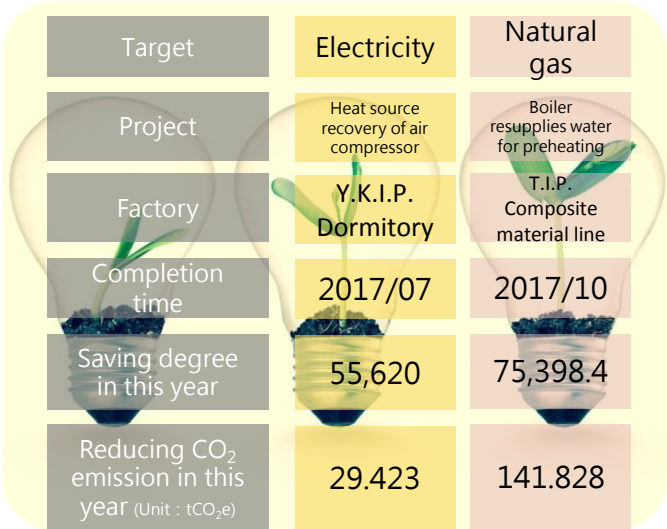 Target
Electricity
Natural
gas
Project
Heat source
recovery of air
compressor
Boiler
resupplies water
for preheating
Factory
Y.K.I.P.
Dormitory
T.I.P.
Composite
material line
Completion
time
2017/07
2017/10
Saving degree
in this year
55,620
75,398.4
Reducing CO₂
emission in this
year (Unit : tCO₂e)
29.423
141.828